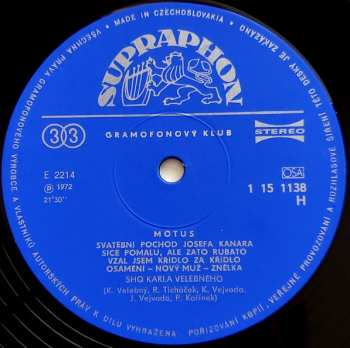 VŠECHNA PRÁVA GRAMOFONOVÉHO VÝROBCE A VLASTNÍKŮ AUTORSKÝCH PRÁV K DÍLU VYHRAZENA. POŘIZOVÁNÍ KOPIÍ, VEŘEJNÉ PROVOZOVÁNÍ A ROZHLASOVÉ ŠÍŘENÍ TÉTO DESKY JE ZAKÁZÁNO
• MADE IN CZECHOSLOVAKIA •
SUPRAPHON
33
GRAMOFONOVÝ KLUB
STEREO
E 2214
Ⓟ 1972
21'30"
OSA
1 15 1138
H
MOTUS
SVATEBNÍ POCHOD JOSEFA KANARA
SICE POMALU, ALE ZATO RUBATO
VZAL JSEM KŘÍDLO ZA KŘÍDLO
OSAMĚNÍ – NOVÝ MUŽ – ZNĚLKA
SHQ KARLA VELEBNÉHO
(K. Velebný, R. Ticháček, K. Vejvoda,
J. Vejvoda, P. Kořínek)